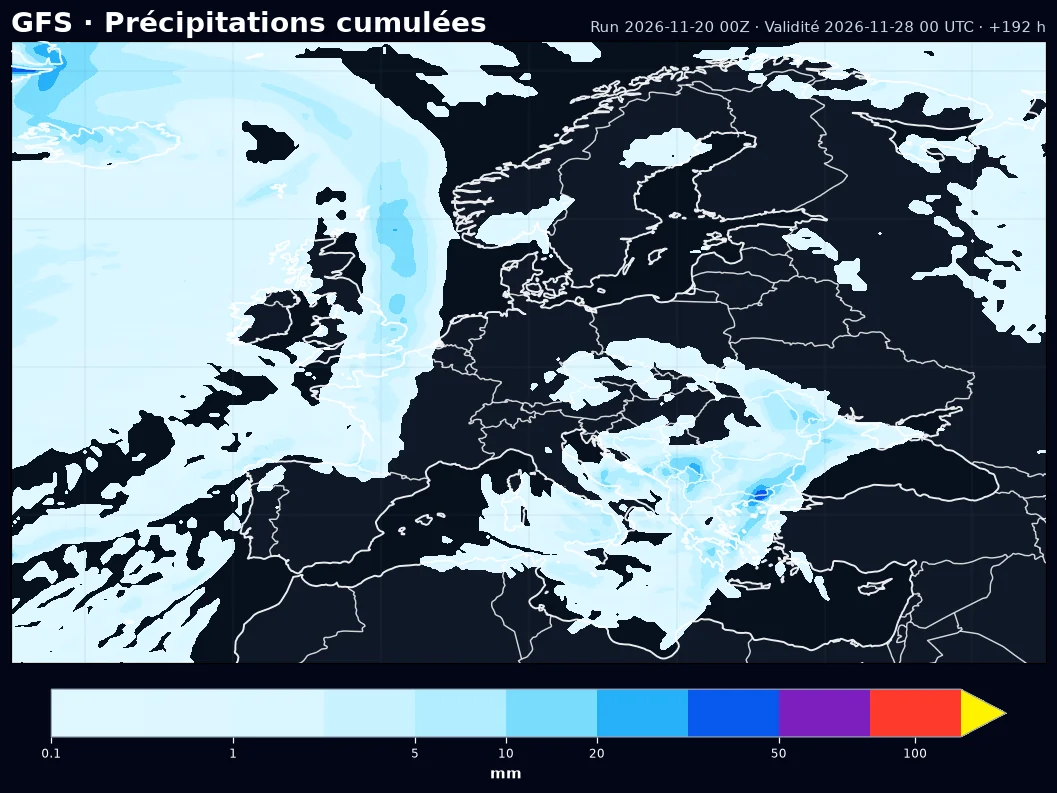 GFS · Précipitations cumulées
Run 2026-11-20 00Z · Validité 2026-11-28 00 UTC · +192 h
0.1 1 5 10 20 50 100
mm